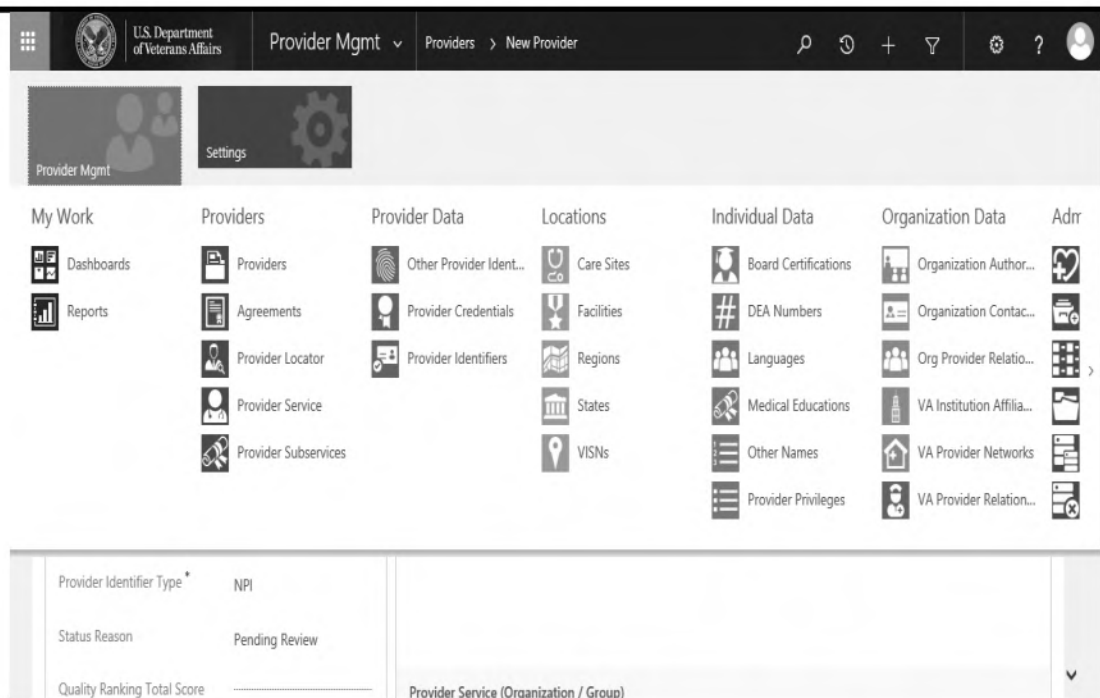 U.S. Department
of Veterans Affairs
Provider Mgmt
Providers > New Provider
?
Provider Mgmt
Settings
My Work
Dashboards
Reports
Providers
Providers
Agreements
Provider Locator
Provider Service
Provider Subservices
Provider Data
Other Provider Ident...
Provider Credentials
Provider Identifiers
Locations
Care Sites
Facilities
Regions
States
VISNs
Individual Data
Board Certifications
DEA Numbers
Languages
Medical Educations
Other Names
Provider Privileges
Organization Data
Organization Author...
Organization Contac...
Org Provider Relatio...
VA Institution Affilia...
VA Provider Networks
VA Provider Relation...
Adm
Provider Identifier Type * NPI
Status Reason Pending Review
Quality Ranking Total Score
Provider Service (Organization / Group)